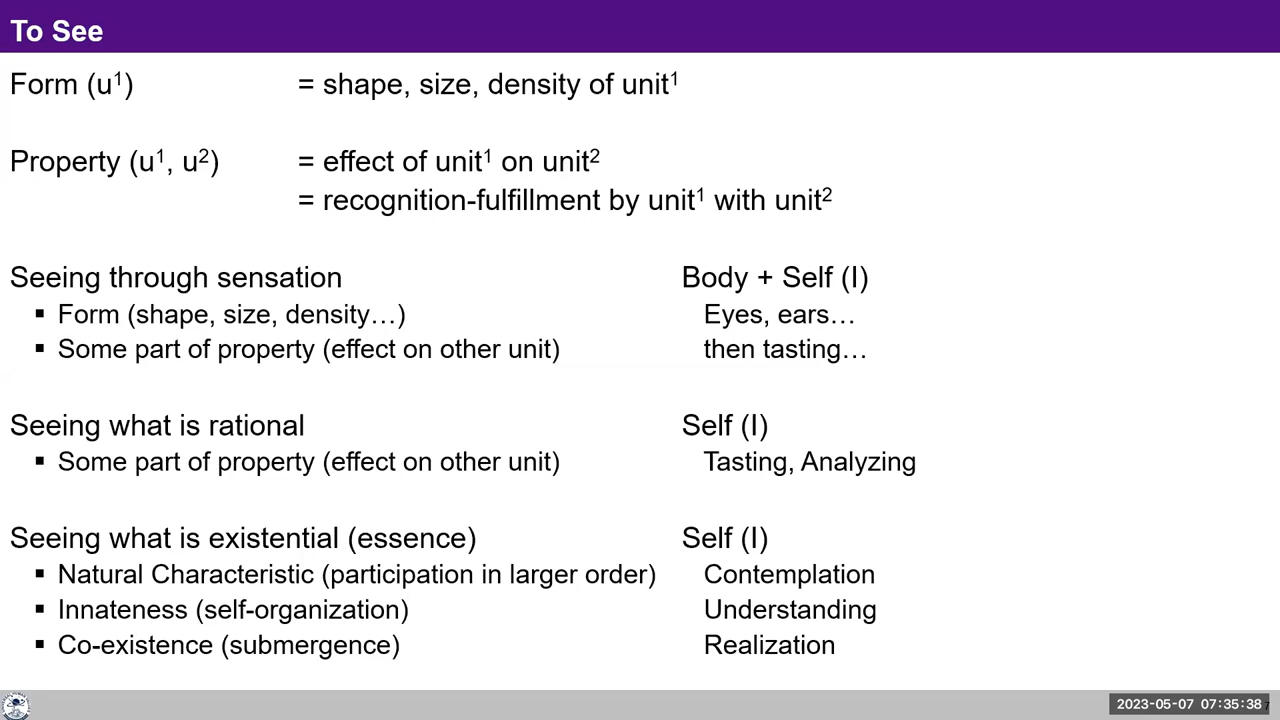 To See
Form (u¹) = shape, size, density of unit¹
Property (u¹, u²) = effect of unit¹ on unit²
= recognition-fulfillment by unit¹ with unit²
Seeing through sensation Body + Self (I)
▪ Form (shape, size, density…) Eyes, ears…
▪ Some part of property (effect on other unit) then tasting…
Seeing what is rational Self (I)
▪ Some part of property (effect on other unit) Tasting, Analyzing
Seeing what is existential (essence) Self (I)
▪ Natural Characteristic (participation in larger order) Contemplation
▪ Innateness (self-organization) Understanding
▪ Co-existence (submergence) Realization
2023-05-07 07:35:38
7